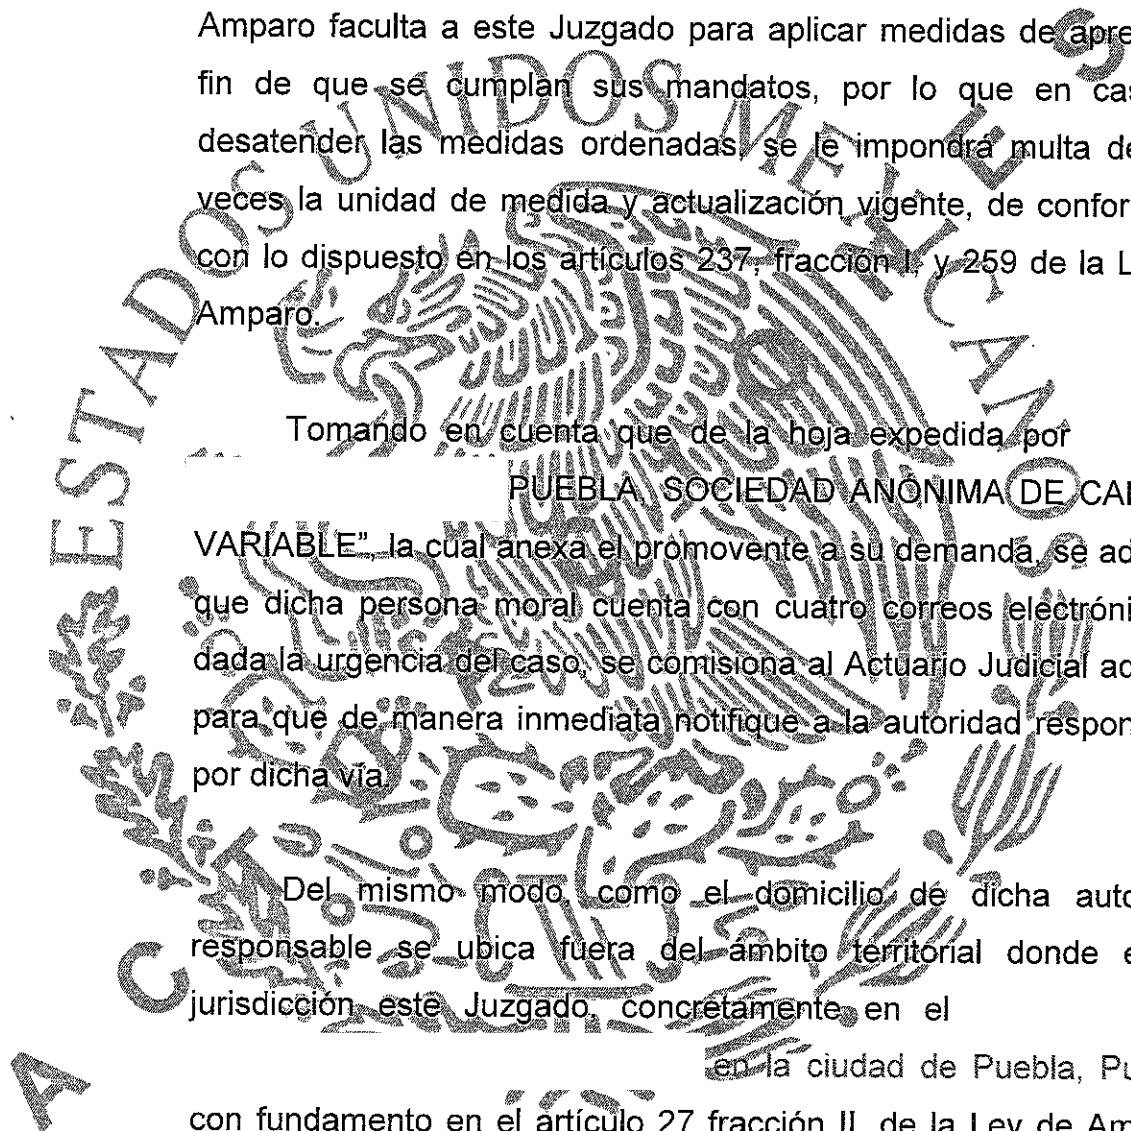 Amparo faculta a este Juzgado para aplicar medidas de apre
fin de que se cumplan sus mandatos, por lo que en cas
desatender las medidas ordenadas, se le impondrá multa de
veces la unidad de medida y actualización vigente, de confor
con lo dispuesto en los artículos 237, fracción I, y 259 de la L
Amparo.
Tomando en cuenta que de la hoja expedida por
PUEBLA, SOCIEDAD ANÓNIMA DE CAP
VARIABLE", la cual anexa el promovente a su demanda, se ad
que dicha persona moral cuenta con cuatro correos electróni
dada la urgencia del caso, se comisiona al Actuario Judicial ad
para que de manera inmediata notifique a la autoridad respon
por dicha vía.
Del mismo modo, como el domicilio de dicha auto
responsable se ubica fuera del ámbito territorial donde e
jurisdicción este Juzgado, concretamente en el
en la ciudad de Puebla, Pu
con fundamento en el artículo 27 fracción II, de la Ley de Am
ESTADOS UNIDOS MEXICANOS